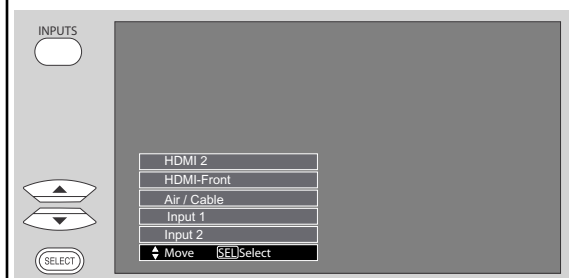 INPUTS
HDMI 2
HDMI-Front
Air / Cable
Input 1
Input 2
Move SEL Select
SELECT